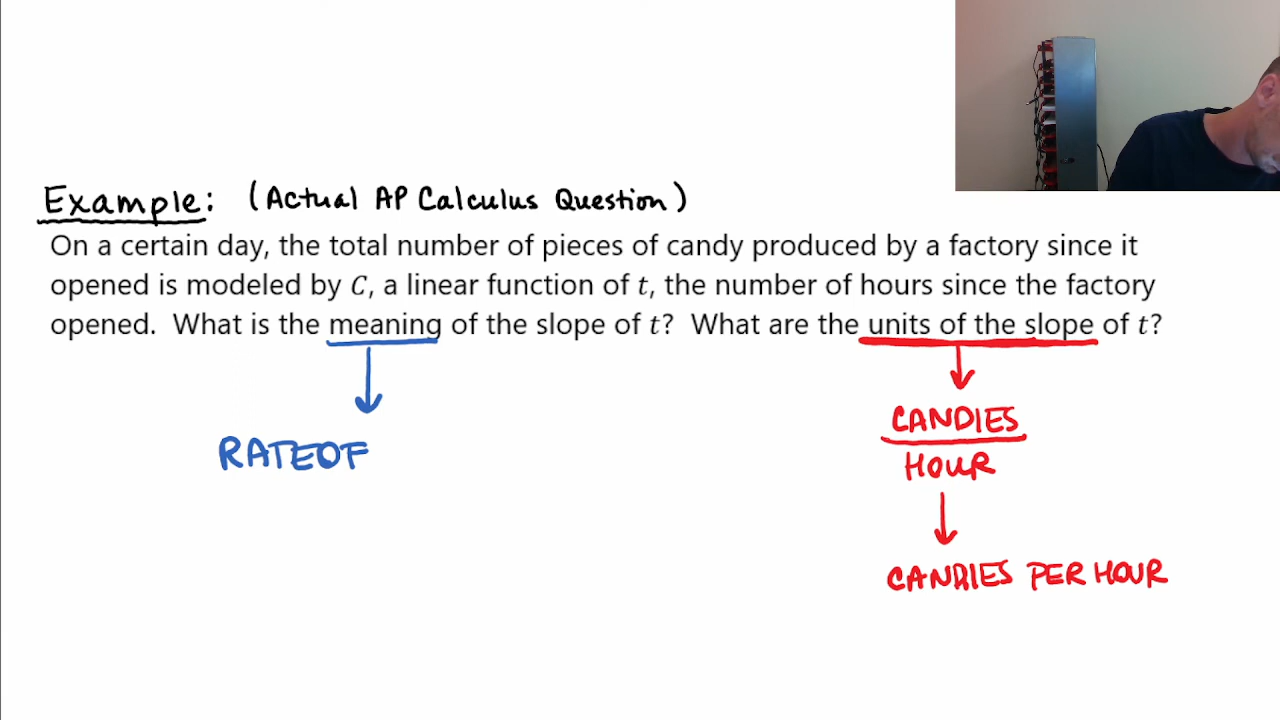 Example: (Actual AP Calculus Question)
On a certain day, the total number of pieces of candy produced by a factory since it
opened is modeled by C, a linear function of t, the number of hours since the factory
opened. What is the meaning of the slope of t? What are the units of the slope of t?
CANDIES
RATE OF
HOUR
CANDIES PER HOUR